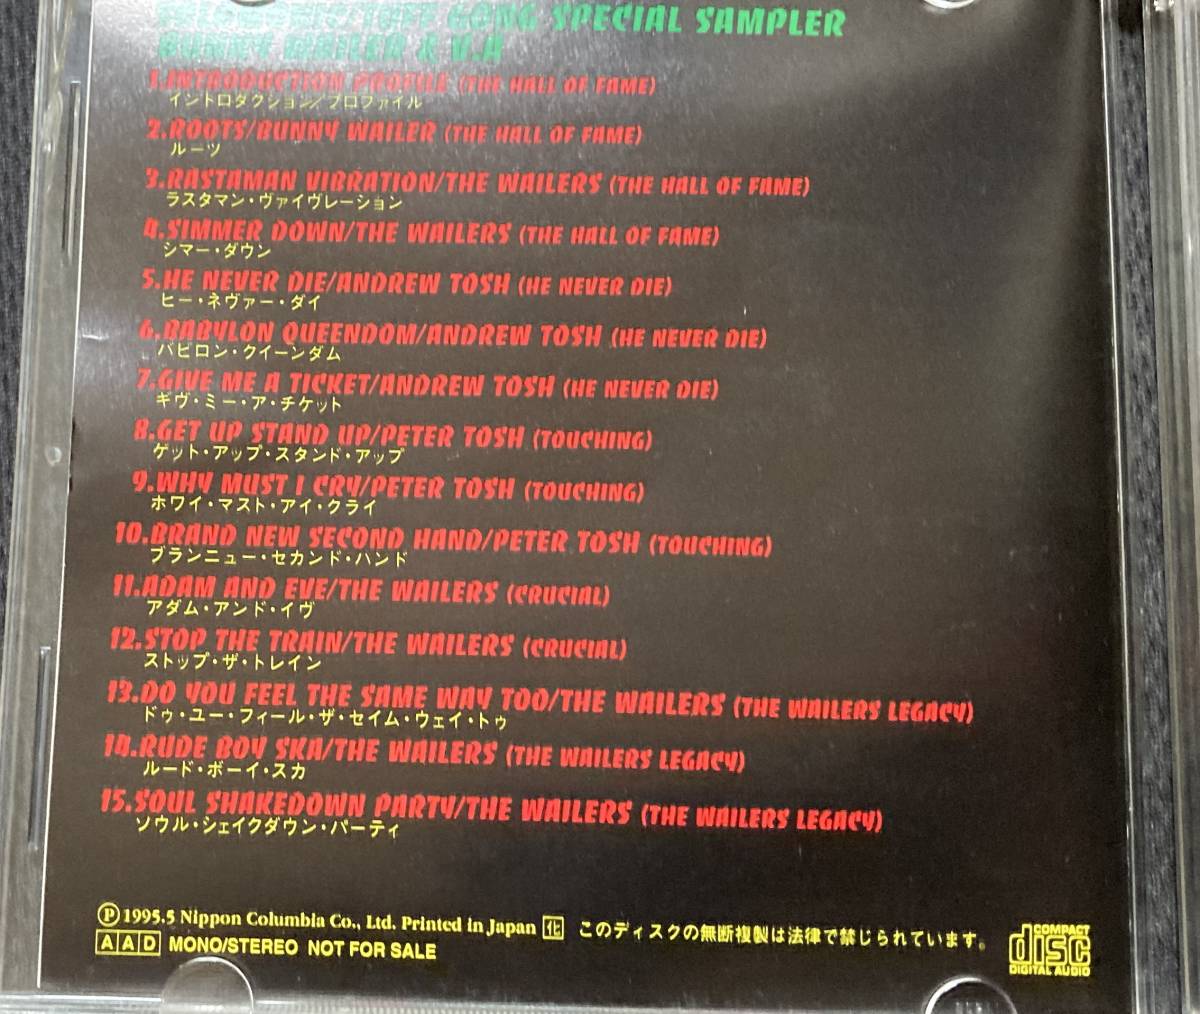 TUFF GONG SPECIAL SAMPLER
BUNNY WAILER & V.A
1.INTRODUCTION PROFILE (THE HALL OF FAME)
イントロダクション/プロファイル
2.ROOTS/BUNNY WAILER (THE HALL OF FAME)
ルーツ
3.RASTAMAN VIBRATION/THE WAILERS (THE HALL OF FAME)
ラスタマン・ヴァイヴレーション
4.SIMMER DOWN/THE WAILERS (THE HALL OF FAME)
シマー・ダウン
5.HE NEVER DIE/ANDREW TOSH (HE NEVER DIE)
ヒー・ネヴァー・ダイ
6.BABYLON QUEENDOM/ANDREW TOSH (HE NEVER DIE)
バビロン・クイーンダム
7.GIVE ME A TICKET/ANDREW TOSH (HE NEVER DIE)
ギヴ・ミー・ア・チケット
8.GET UP STAND UP/PETER TOSH (TOUCHING)
ゲット・アップ・スタンド・アップ
9.WHY MUST I CRY/PETER TOSH (TOUCHING)
ホワイ・マスト・アイ・クライ
10.BRAND NEW SECOND HAND/PETER TOSH (TOUCHING)
ブランニュー・セカンド・ハンド
11.ADAM AND EVE/THE WAILERS (CRUCIAL)
アダム・アンド・イヴ
12.STOP THE TRAIN/THE WAILERS (CRUCIAL)
ストップ・ザ・トレイン
13.DO YOU FEEL THE SAME WAY TOO/THE WAILERS (THE WAILERS LEGACY)
ドゥ・ユー・フィール・ザ・セイム・ウェイ・トゥ
14.RUDE BOY SKA/THE WAILERS (THE WAILERS LEGACY)
ルード・ボーイ・スカ
15.SOUL SHAKEDOWN PARTY/THE WAILERS (THE WAILERS LEGACY)
ソウル・シェイクダウン・パーティ
Ⓟ1995.5 Nippon Columbia Co., Ltd. Printed in Japan 化 このディスクの無断複製は法律で禁じられています。
AAD MONO/STEREO NOT FOR SALE
COMPACT
disc
DIGITAL AUDIO